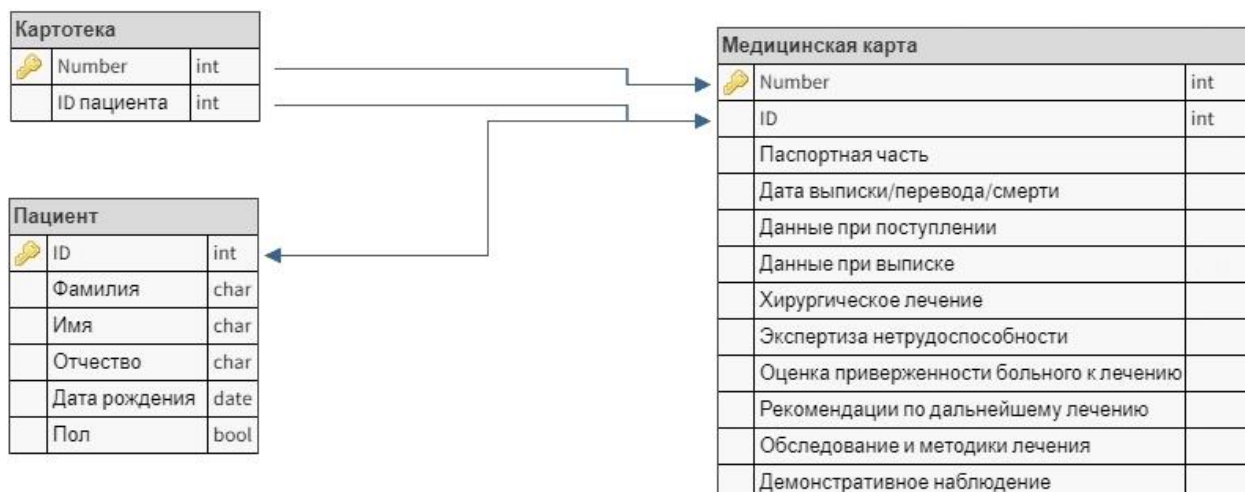 Картотека
Number int
ID пациента int
Пациент
ID int
Фамилия char
Имя char
Отчество char
Дата рождения date
Пол bool
Медицинская карта
Number int
ID int
Паспортная часть
Дата выписки/перевода/смерти
Данные при поступлении
Данные при выписке
Хирургическое лечение
Экспертиза нетрудоспособности
Оценка приверженности больного к лечению
Рекомендации по дальнейшему лечению
Обследование и методики лечения
Демонстративное наблюдение